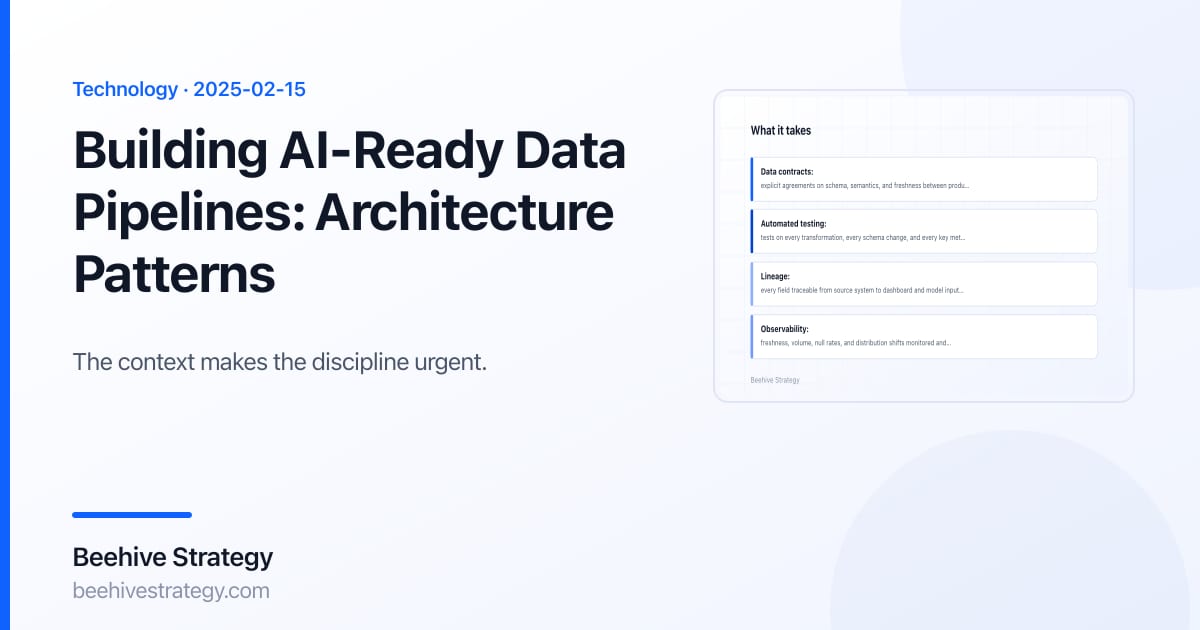 Technology · 2025-02-15
Building AI-Ready Data
Pipelines: Architecture
Patterns
The context makes the discipline urgent.
Beehive Strategy
beehivestrategy.com
What it takes
Data contracts:
explicit agreements on schema, semantics, and freshness between produ...
Automated testing:
tests on every transformation, every schema change, and every key met...
Lineage:
every field traceable from source system to dashboard and model input...
Observability:
freshness, volume, null rates, and distribution shifts monitored and...
Beehive Strategy